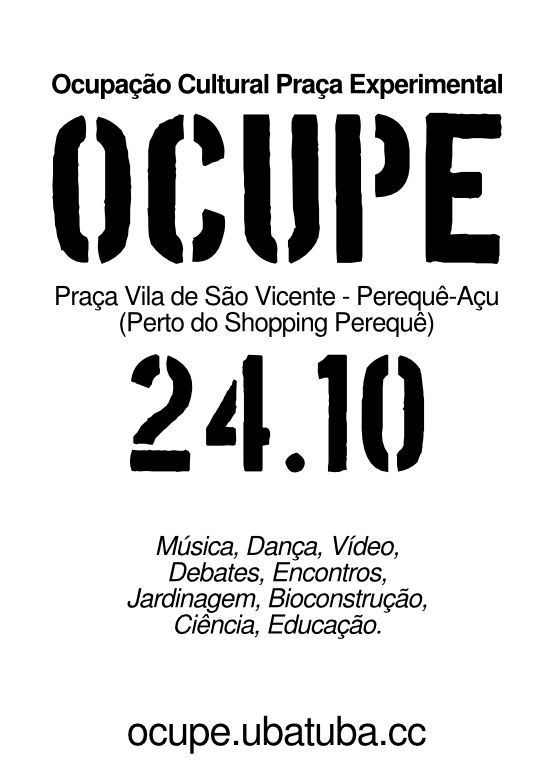 Ocupação Cultural Praça Experimental
OCUPE
Praça Vila de São Vicente - Perequê-Açu
(Perto do Shopping Perequê)
24.10
Música, Dança, Vídeo,
Debates, Encontros,
Jardinagem, Bioconstrução,
Ciência, Educação.
ocupe.ubatuba.cc